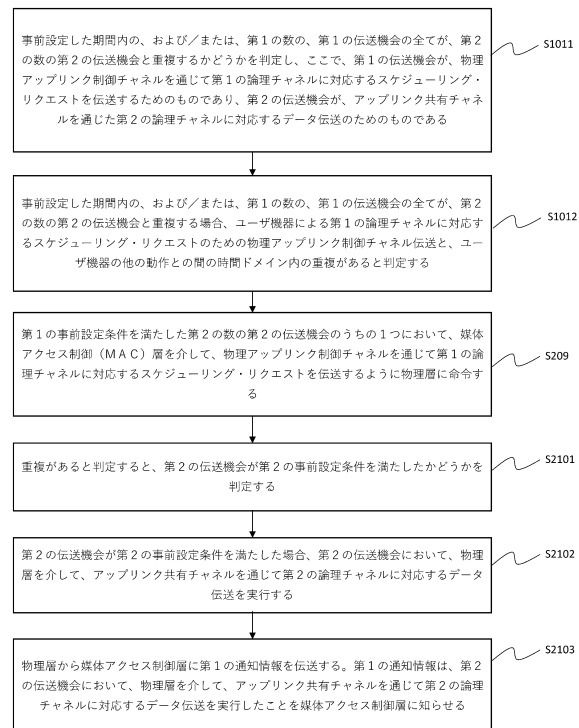 事前設定した期間内の、および／または、第１の数の、第１の伝送機会の全てが、第２
の数の第２の伝送機会と重複するかどうかを判定し、ここで、第１の伝送機会が、物理
アップリンク制御チャネルを通じて第１の論理チャネルに対応するスケジューリング・
リクエストを伝送するためのものであり、第２の伝送機会が、アップリンク共有チャネ
ルを通じた第２の論理チャネルに対応するデータ伝送のためのものである
S1011
事前設定した期間内の、および／または、第１の数の、第１の伝送機会の全てが、第２
の数の第２の伝送機会と重複する場合、ユーザ機器による第１の論理チャネルに対応す
るスケジューリング・リクエストのための物理アップリンク制御チャネル伝送と、ユー
ザ機器の他の動作との間の時間ドメイン内の重複があると判定する
S1012
第１の事前設定条件を満たした第２の数の第２の伝送機会のうちの１つにおいて、媒体
アクセス制御（ＭＡＣ）層を介して、物理アップリンク制御チャネルを通じて第１の論
理チャネルに対応するスケジューリング・リクエストを伝送するように物理層に命令す
る
S209
重複があると判定すると、第２の伝送機会が第２の事前設定条件を満たしたかどうかを
判定する
S2101
第２の伝送機会が第２の事前設定条件を満たした場合、第２の伝送機会において、物理
層を介して、アップリンク共有チャネルを通じて第２の論理チャネルに対応するデータ
伝送を実行する
S2102
物理層から媒体アクセス制御層に第１の通知情報を伝送する。第１の通知情報は、第２
の伝送機会において、物理層を介して、アップリンク共有チャネルを通じて第２の論理
チャネルに対応するデータ伝送を実行したことを媒体アクセス制御層に知らせる
S2103